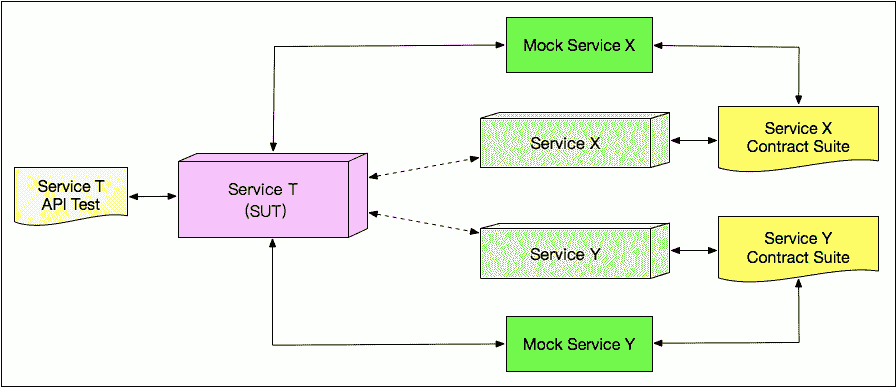 Mock Service X
Service X
Service X
Contract Suite
Service T
API Test
Service T
(SUT)
Service Y
Service Y
Contract Suite
Mock Service Y